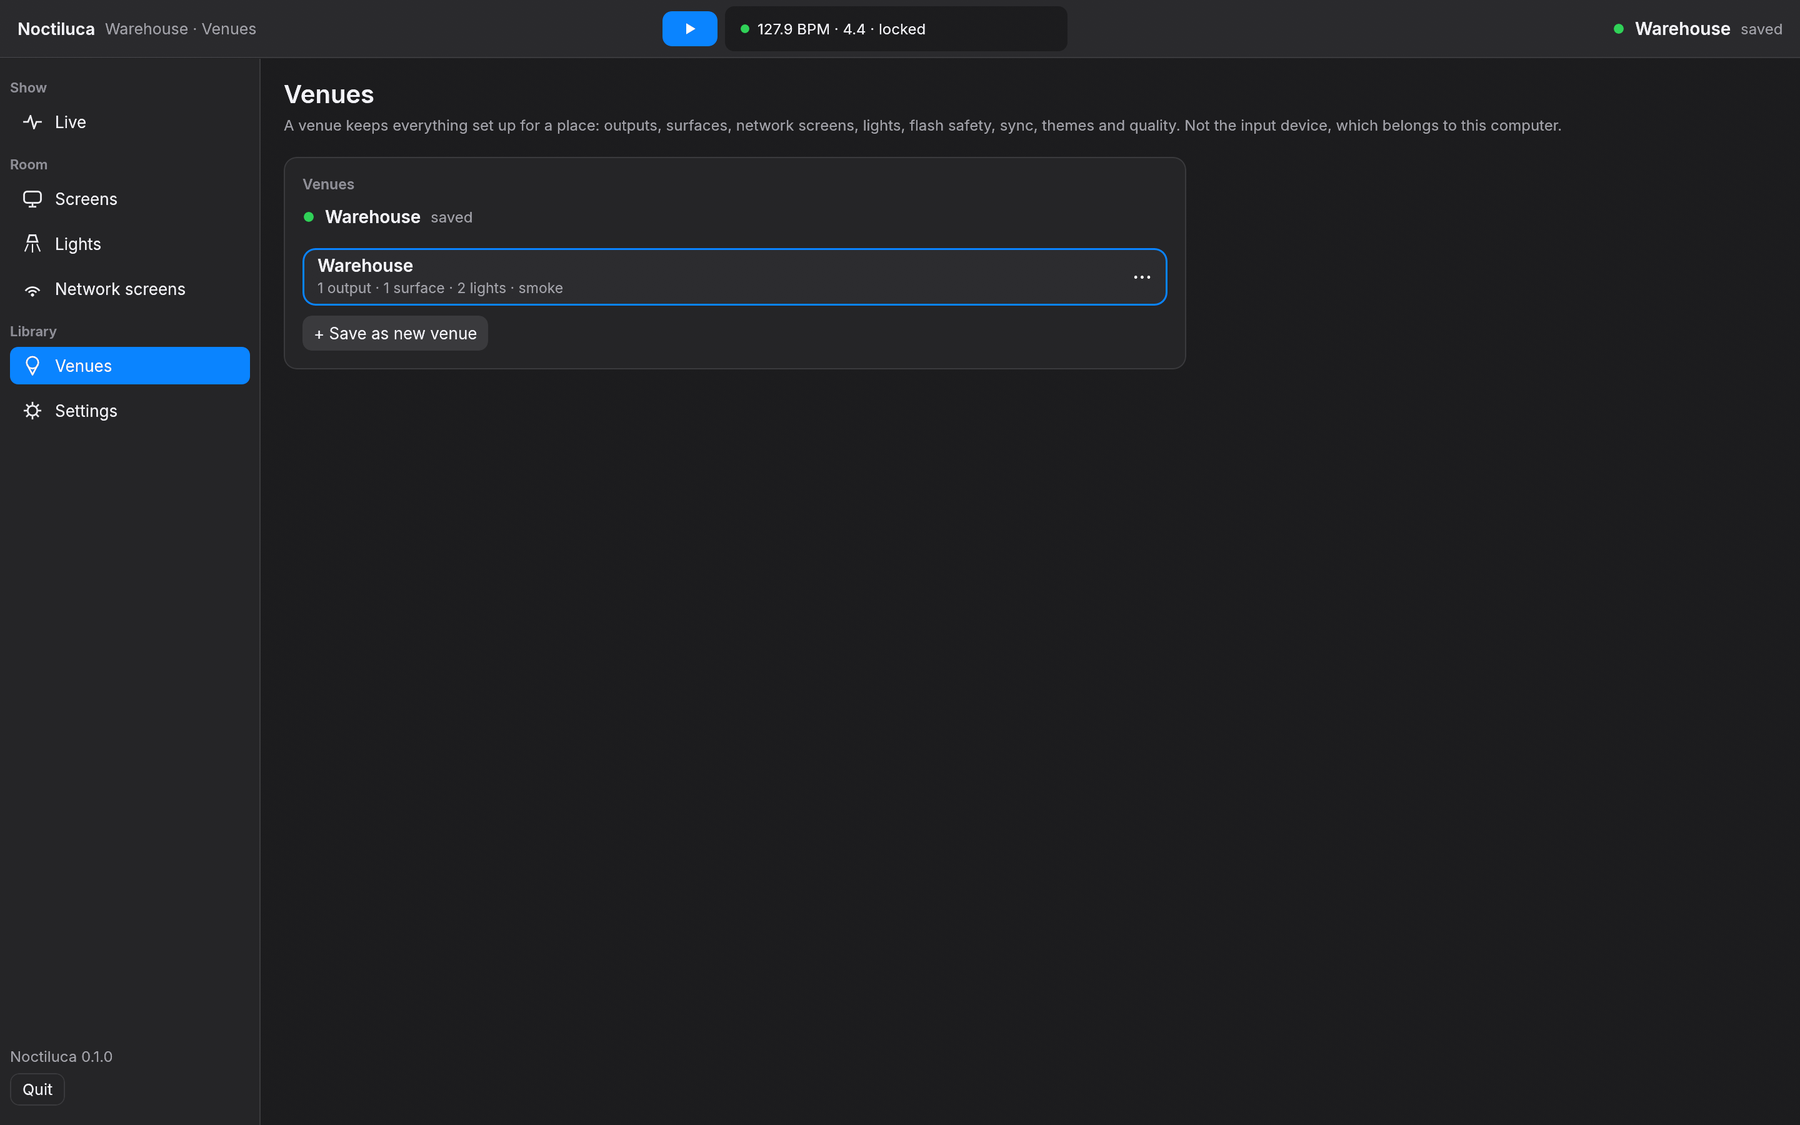 Noctiluca Warehouse · Venues
127.9 BPM · 4.4 · locked
Warehouse saved
Show
Live
Room
Screens
Lights
Network screens
Library
Venues
Settings
Noctiluca 0.1.0
Quit
Venues
A venue keeps everything set up for a place: outputs, surfaces, network screens, lights, flash safety, sync, themes and quality. Not the input device, which belongs to this computer.
Venues
Warehouse saved
Warehouse
1 output · 1 surface · 2 lights · smoke
+ Save as new venue